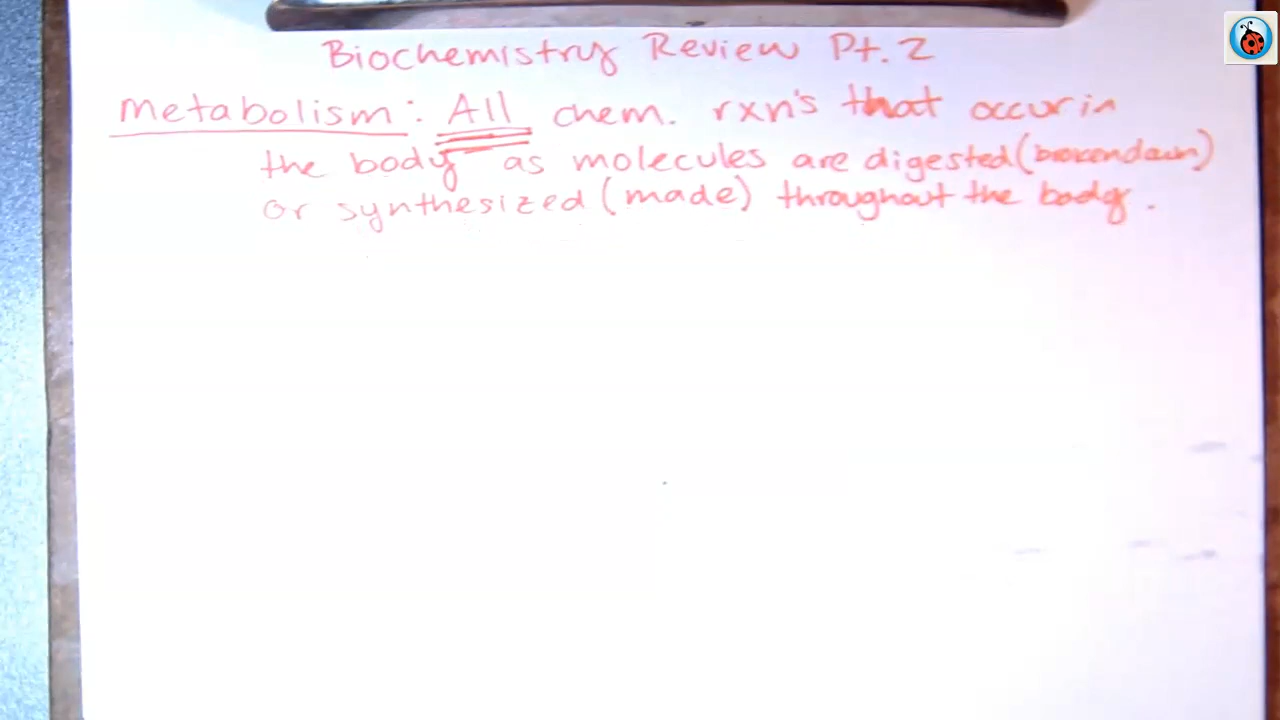 Biochemistry Review Pt. 2
Metabolism: All chem. rxn's that occur in
the body as molecules are digested (broken down)
or synthesized (made) throughout the body.